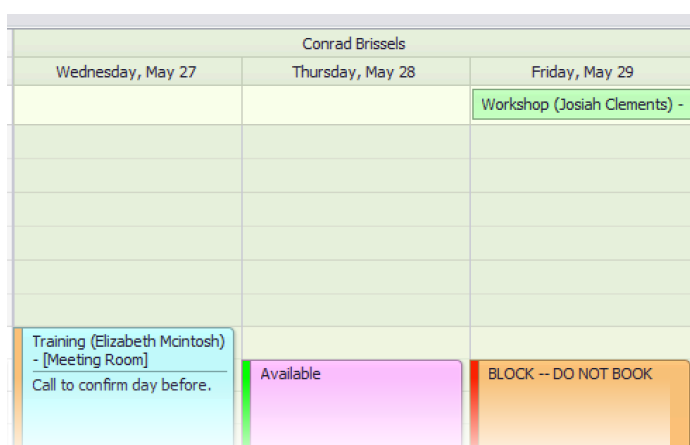 Conrad Brissels
Wednesday, May 27
Thursday, May 28
Friday, May 29
Workshop (Josiah Clements) -
Training (Elizabeth Mcintosh)
- [Meeting Room]
Call to confirm day before.
Available
BLOCK -- DO NOT BOOK